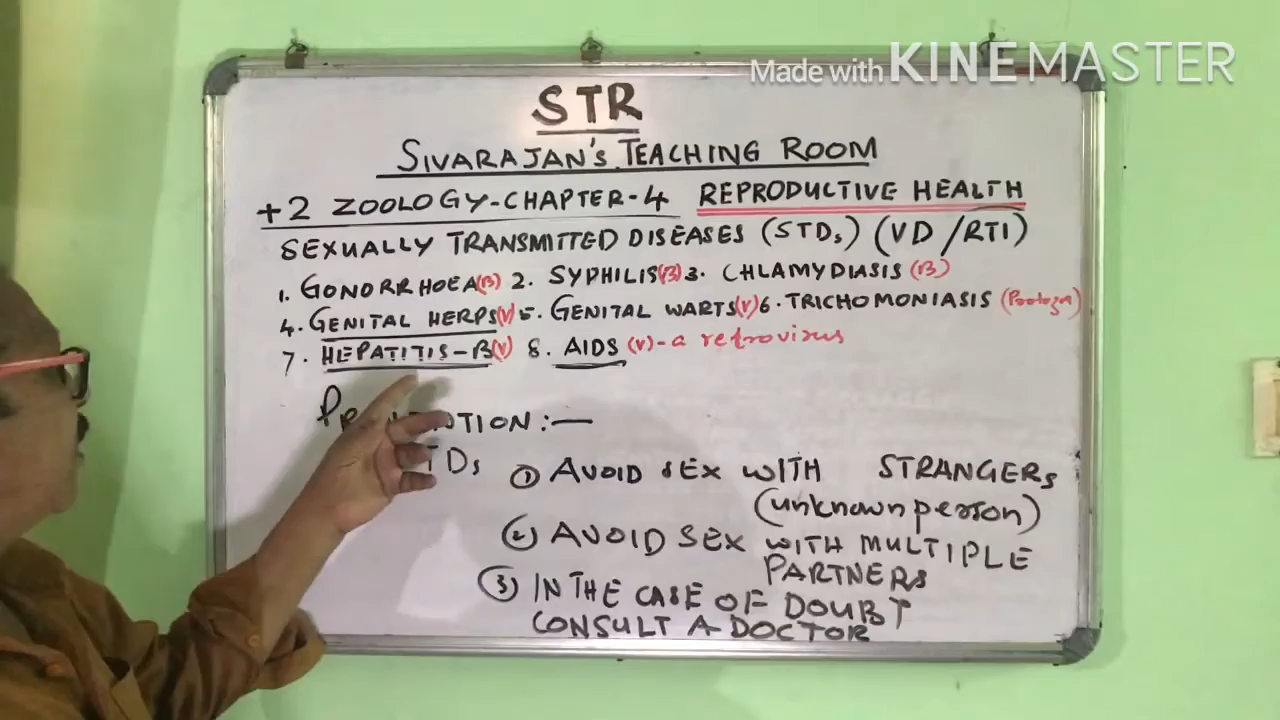 Made with KINEMASTER
STR
SIVARAJAN's TEACHING ROOM
+2 ZOOLOGY-CHAPTER-4 REPRODUCTIVE HEALTH
SEXUALLY TRANSMITTED DISEASES (STDs) (VD/RTI)
1. GONORRHOEA(B) 2. SYPHILIS(B) 3. CHLAMYDIASIS (B)
4. GENITAL HERPS(V) 5. GENITAL WARTS(V) 6. TRICHOMONIASIS
7. HEPATITIS-B(V) 8. AIDS (V)-a retrovirus
:—
TDs ① AVOID SEX WITH STRANGERS
(unknown person)
② AVOID SEX WITH MULTIPLE
PARTNERS
③ IN THE CASE OF DOUBT
CONSULT A DOCTOR